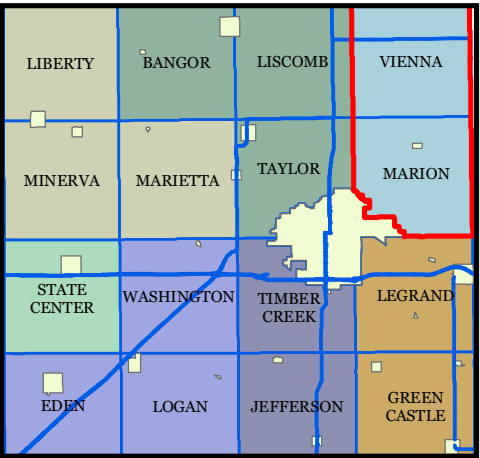 LIBERTY
BANGOR
LISCOMB
VIENNA
MINERVA
MARIETTA
TAYLOR
MARION
STATE
CENTER
WASHINGTON
TIMBER
CREEK
LEGRAND
EDEN
LOGAN
JEFFERSON
GREEN
CASTLE